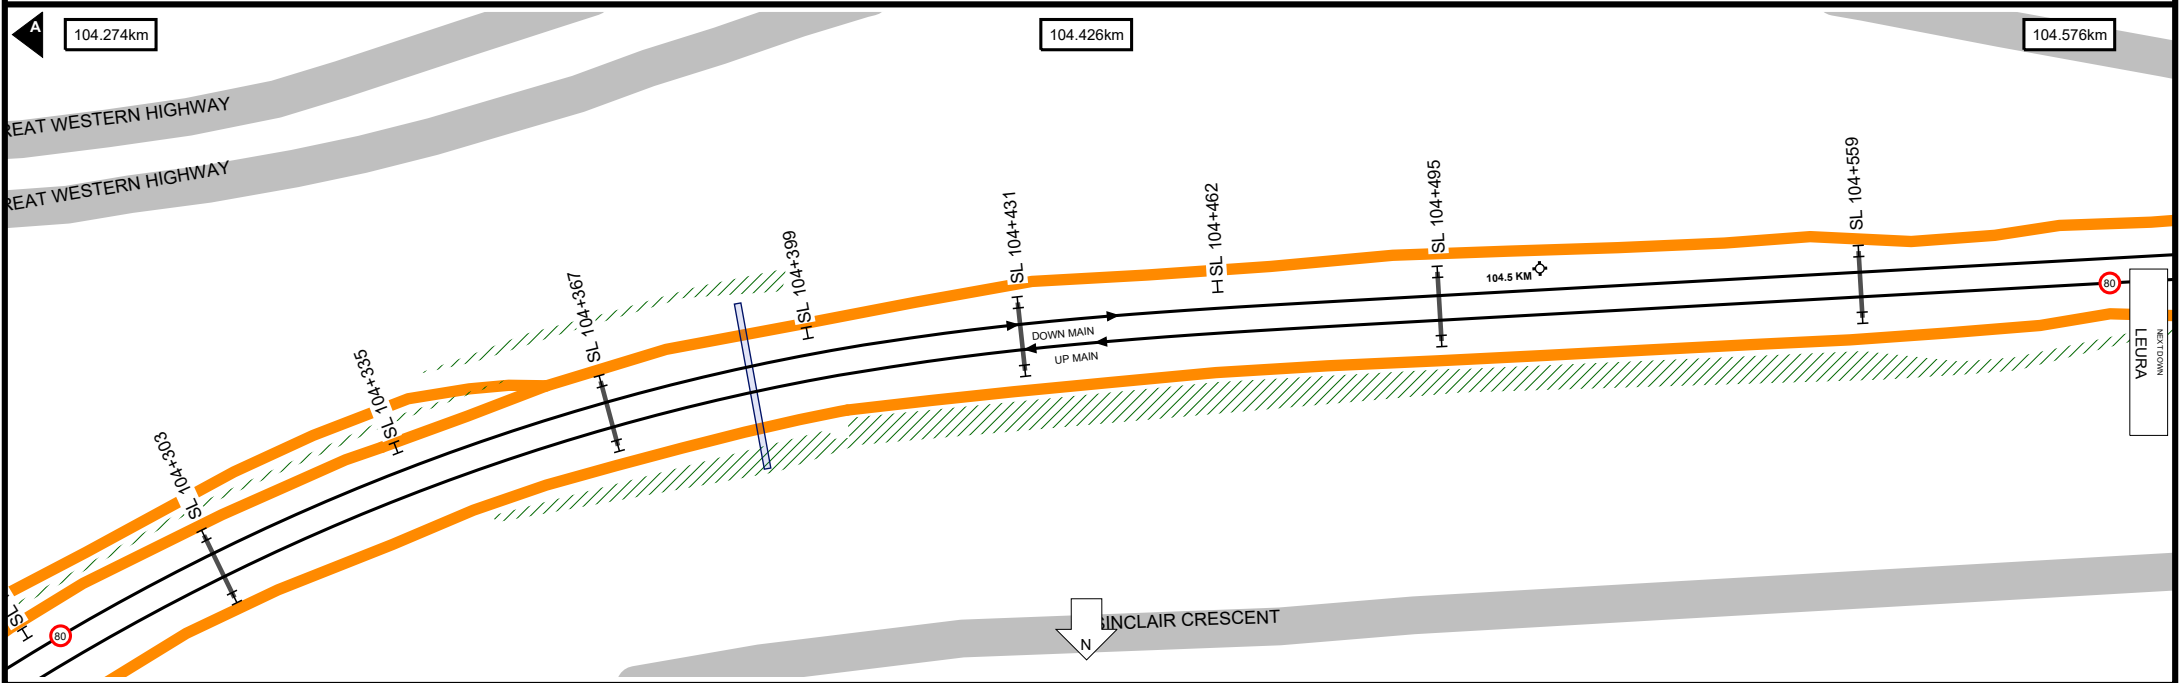 A
104.274km
104.426km
104.576km
REAT WESTERN HIGHWAY
REAT WESTERN HIGHWAY
SL 104+303
SL 104+335
SL 104+367
SL 104+399
SL 104+431
SL 104+462
SL 104+495
SL 104+559
104.5 KM
DOWN MAIN
UP MAIN
80
NEXT DOWN
LEURA
SL
80
SINCLAIR CRESCENT
N